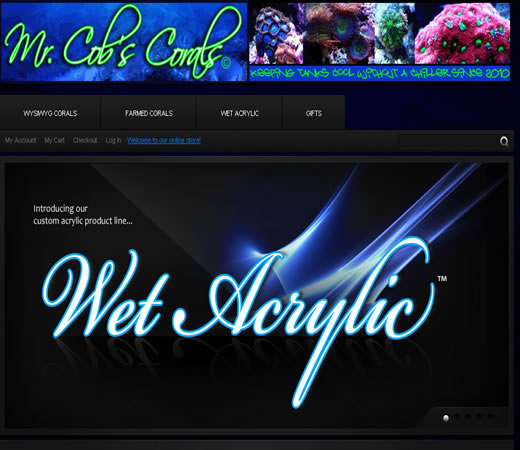 Mr. Cob's Corals ©
KEEPING TANKS COOL WITHOUT A CHILLER SINCE 2010
WYSIWYG CORALS FARMED CORALS WET ACRYLIC GIFTS
My Account My Cart Checkout Log In Welcome to our online store!
Introducing our
custom acrylic product line...
Wet Acrylic™